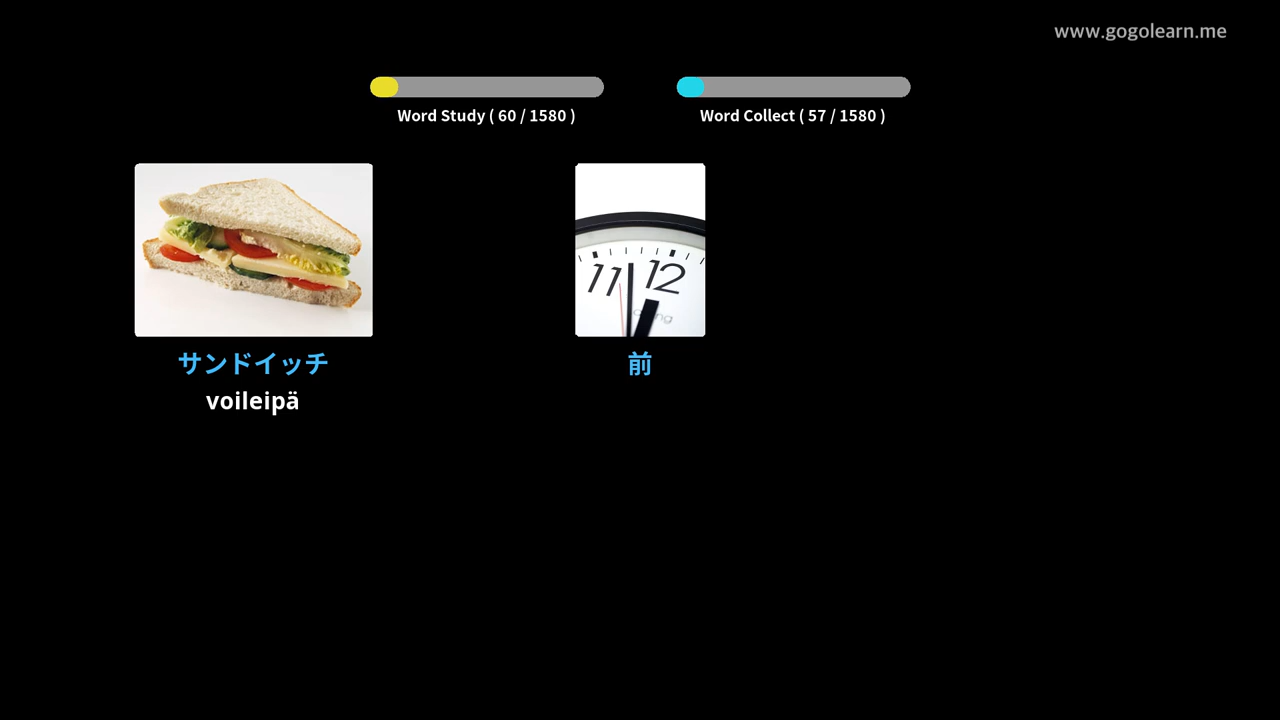 www.gogolearn.me
Word Study ( 60 / 1580 )
Word Collect ( 57 / 1580 )
11 12
サンドイッチ
前
voileipä